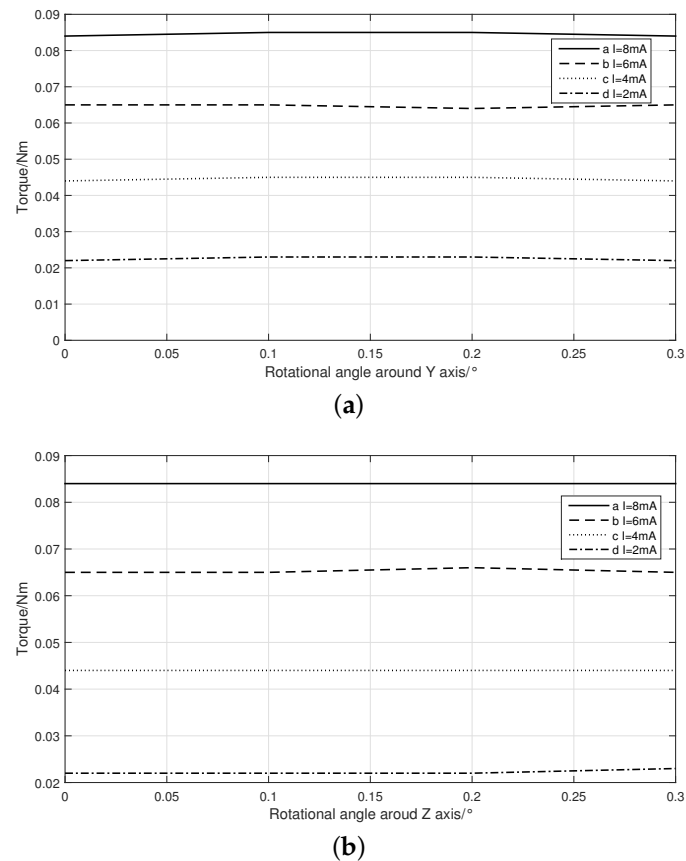 0.09
0.08
0.07
0.06
0.05
0.04
0.03
0.02
0.01
0
Torque/Nm
a I=8mA
b I=6mA
c I=4mA
d I=2mA
0 0.05 0.1 0.15 0.2 0.25 0.3
Rotational angle around Y axis/°
(a)
0.09
0.08
0.07
0.06
0.05
0.04
0.03
0.02
Torque/Nm
a I=8mA
b I=6mA
c I=4mA
d I=2mA
0 0.05 0.1 0.15 0.2 0.25 0.3
Rotational angle aroud Z axis/°
(b)